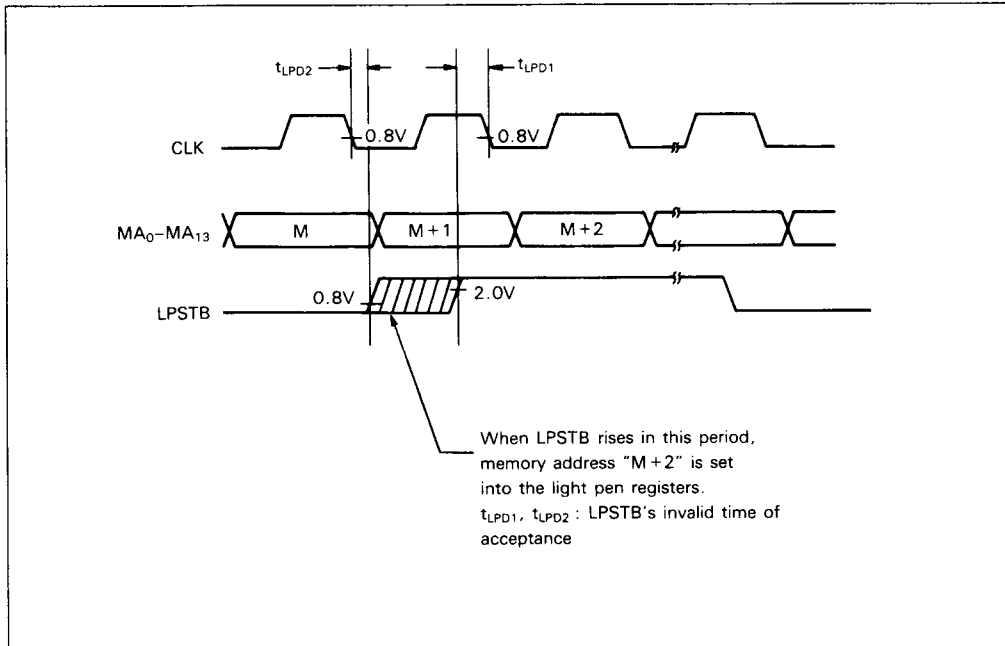 tLPD2
tLPD1
0.8V
0.8V
CLK
MA0–MA13
M
M+1
M+2
0.8V
2.0V
LPSTB
When LPSTB rises in this period,
memory address "M+2" is set
into the light pen registers.
tLPD1, tLPD2 : LPSTB's invalid time of
acceptance